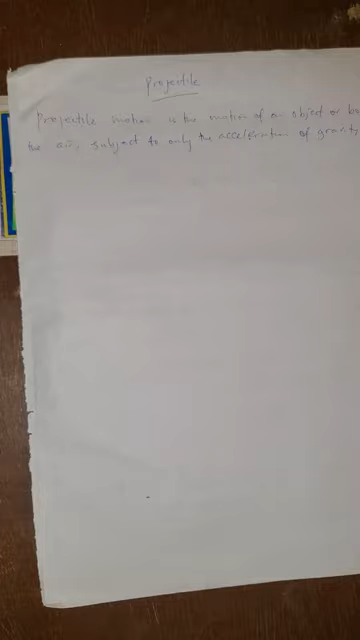 Projectile
Projectile motion is the motion of an object or
the air, subject to only the acceleration of gravity